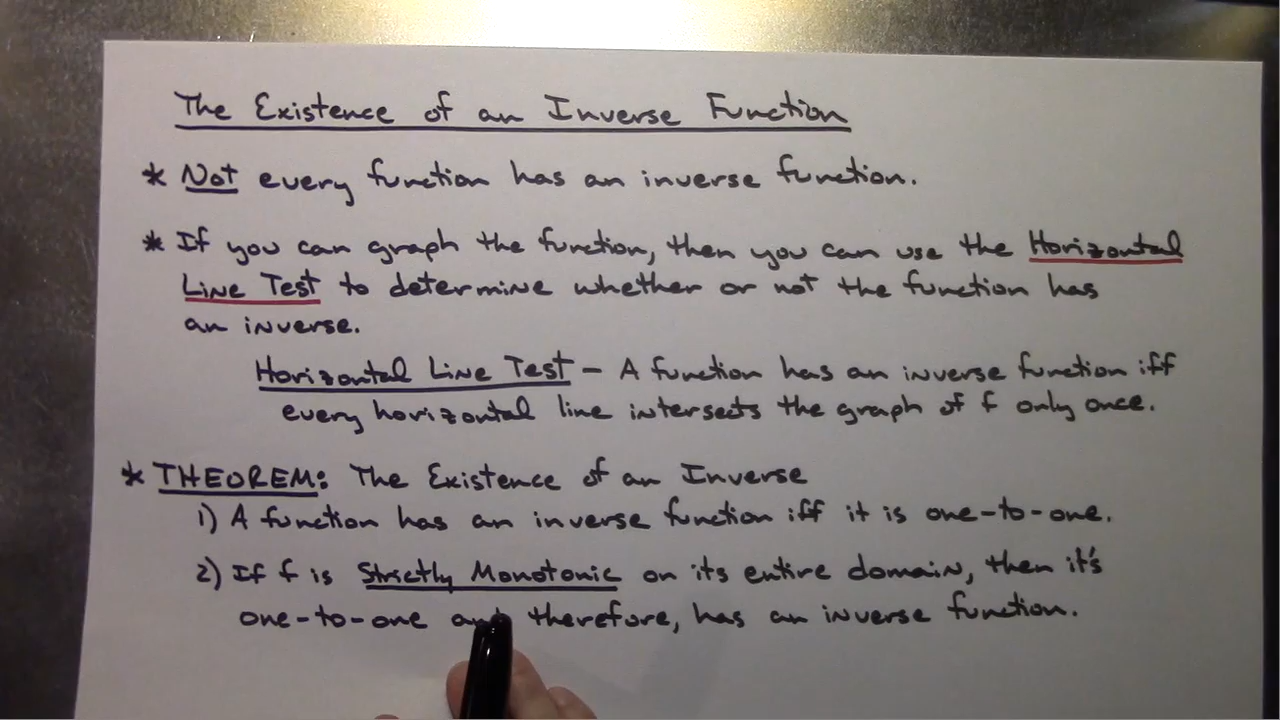 The Existence of an Inverse Function
* Not every function has an inverse function.
* If you can graph the function, then you can use the Horizontal
Line Test to determine whether or not the function has
an inverse.
Horizontal Line Test – A function has an inverse function iff
every horizontal line intersects the graph of f only once.
* THEOREM: The Existence of an Inverse
1) A function has an inverse function iff it is one-to-one.
2) If f is Strictly Monotonic on its entire domain, then it's
one-to-one and therefore, has an inverse function.